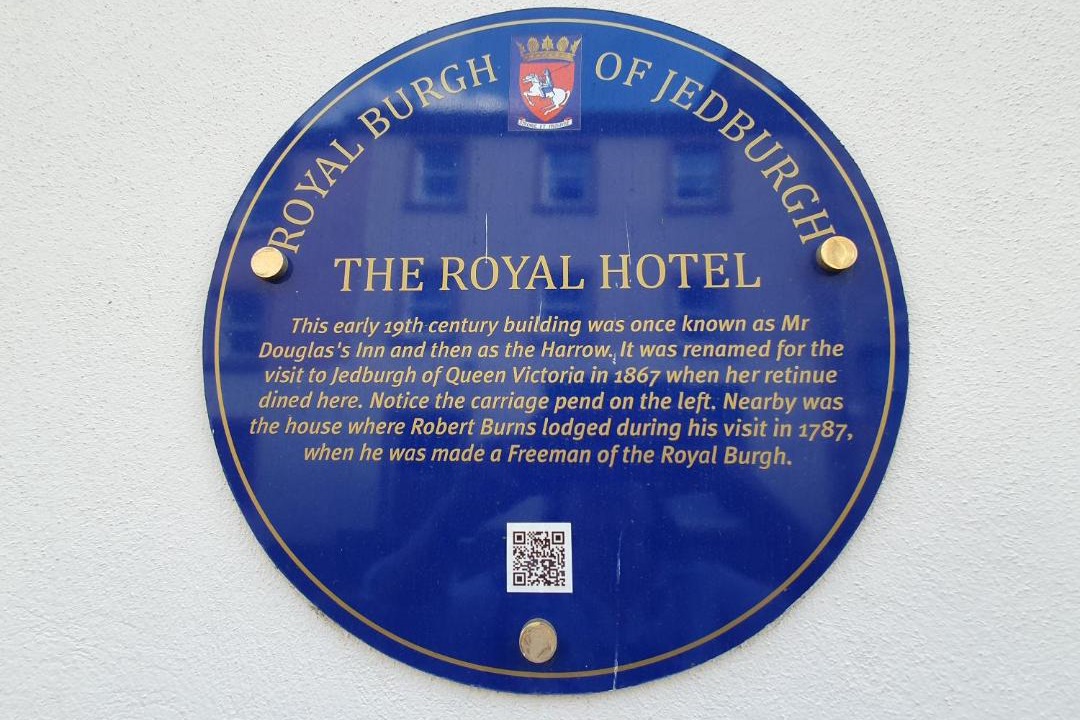 ROYAL BURGH OF JEDBURGH
THE ROYAL HOTEL
This early 19th century building was once known as Mr
Douglas's Inn and then as the Harrow. It was renamed for the
visit to Jedburgh of Queen Victoria in 1867 when her retinue
dined here. Notice the carriage pend on the left. Nearby was
the house where Robert Burns lodged during his visit in 1787,
when he was made a Freeman of the Royal Burgh.